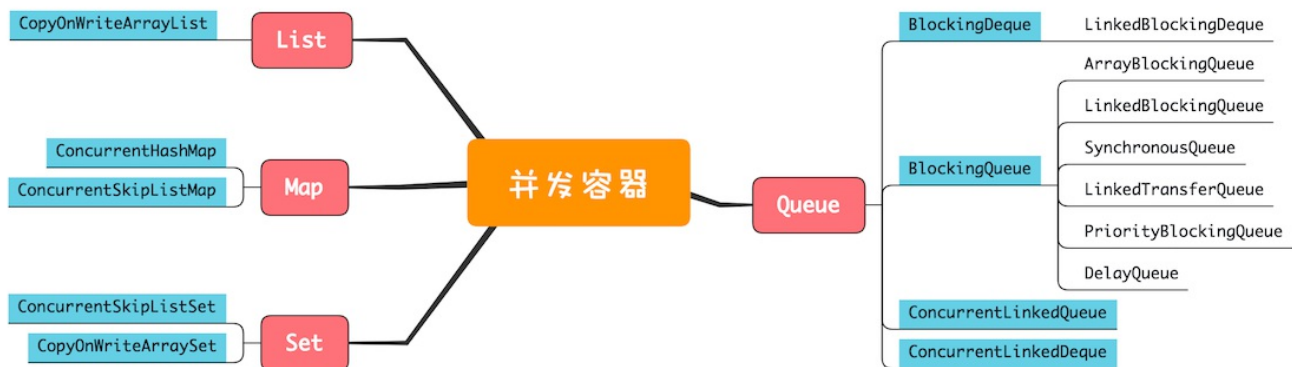 CopyOnWriteArrayList
List
ConcurrentHashMap
ConcurrentSkipListMap
Map
ConcurrentSkipListSet
CopyOnWriteArraySet
Set
并发容器
Queue
BlockingDeque
LinkedBlockingDeque
BlockingQueue
ArrayBlockingQueue
LinkedBlockingQueue
SynchronousQueue
LinkedTransferQueue
PriorityBlockingQueue
DelayQueue
ConcurrentLinkedQueue
ConcurrentLinkedDeque